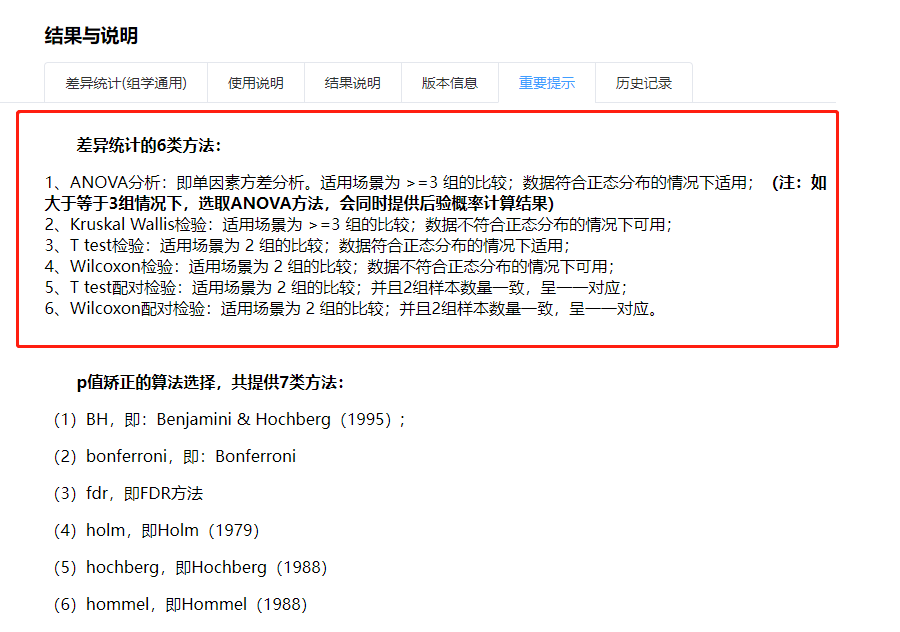 结果与说明
差异统计(组学通用) 使用说明 结果说明 版本信息 重要提示 历史记录
差异统计的6类方法：
1、ANOVA分析：即单因素方差分析。适用场景为 >=3 组的比较；数据符合正态分布的情况下适用； （注：如
大于等于3组情况下，选取ANOVA方法，会同时提供后验概率计算结果）
2、Kruskal Wallis检验：适用场景为 >=3 组的比较；数据不符合正态分布的情况下可用；
3、T test检验：适用场景为 2 组的比较；数据符合正态分布的情况下适用；
4、Wilcoxon检验：适用场景为 2 组的比较；数据不符合正态分布的情况下可用；
5、T test配对检验：适用场景为 2 组的比较；并且2组样本数量一致，呈一一对应；
6、Wilcoxon配对检验：适用场景为 2 组的比较；并且2组样本数量一致，呈一一对应。
p值矫正的算法选择，共提供7类方法：
（1）BH，即：Benjamini & Hochberg（1995）;
（2）bonferroni，即：Bonferroni
（3）fdr，即FDR方法
（4）holm，即Holm（1979）
（5）hochberg，即Hochberg（1988）
（6）hommel，即Hommel（1988）